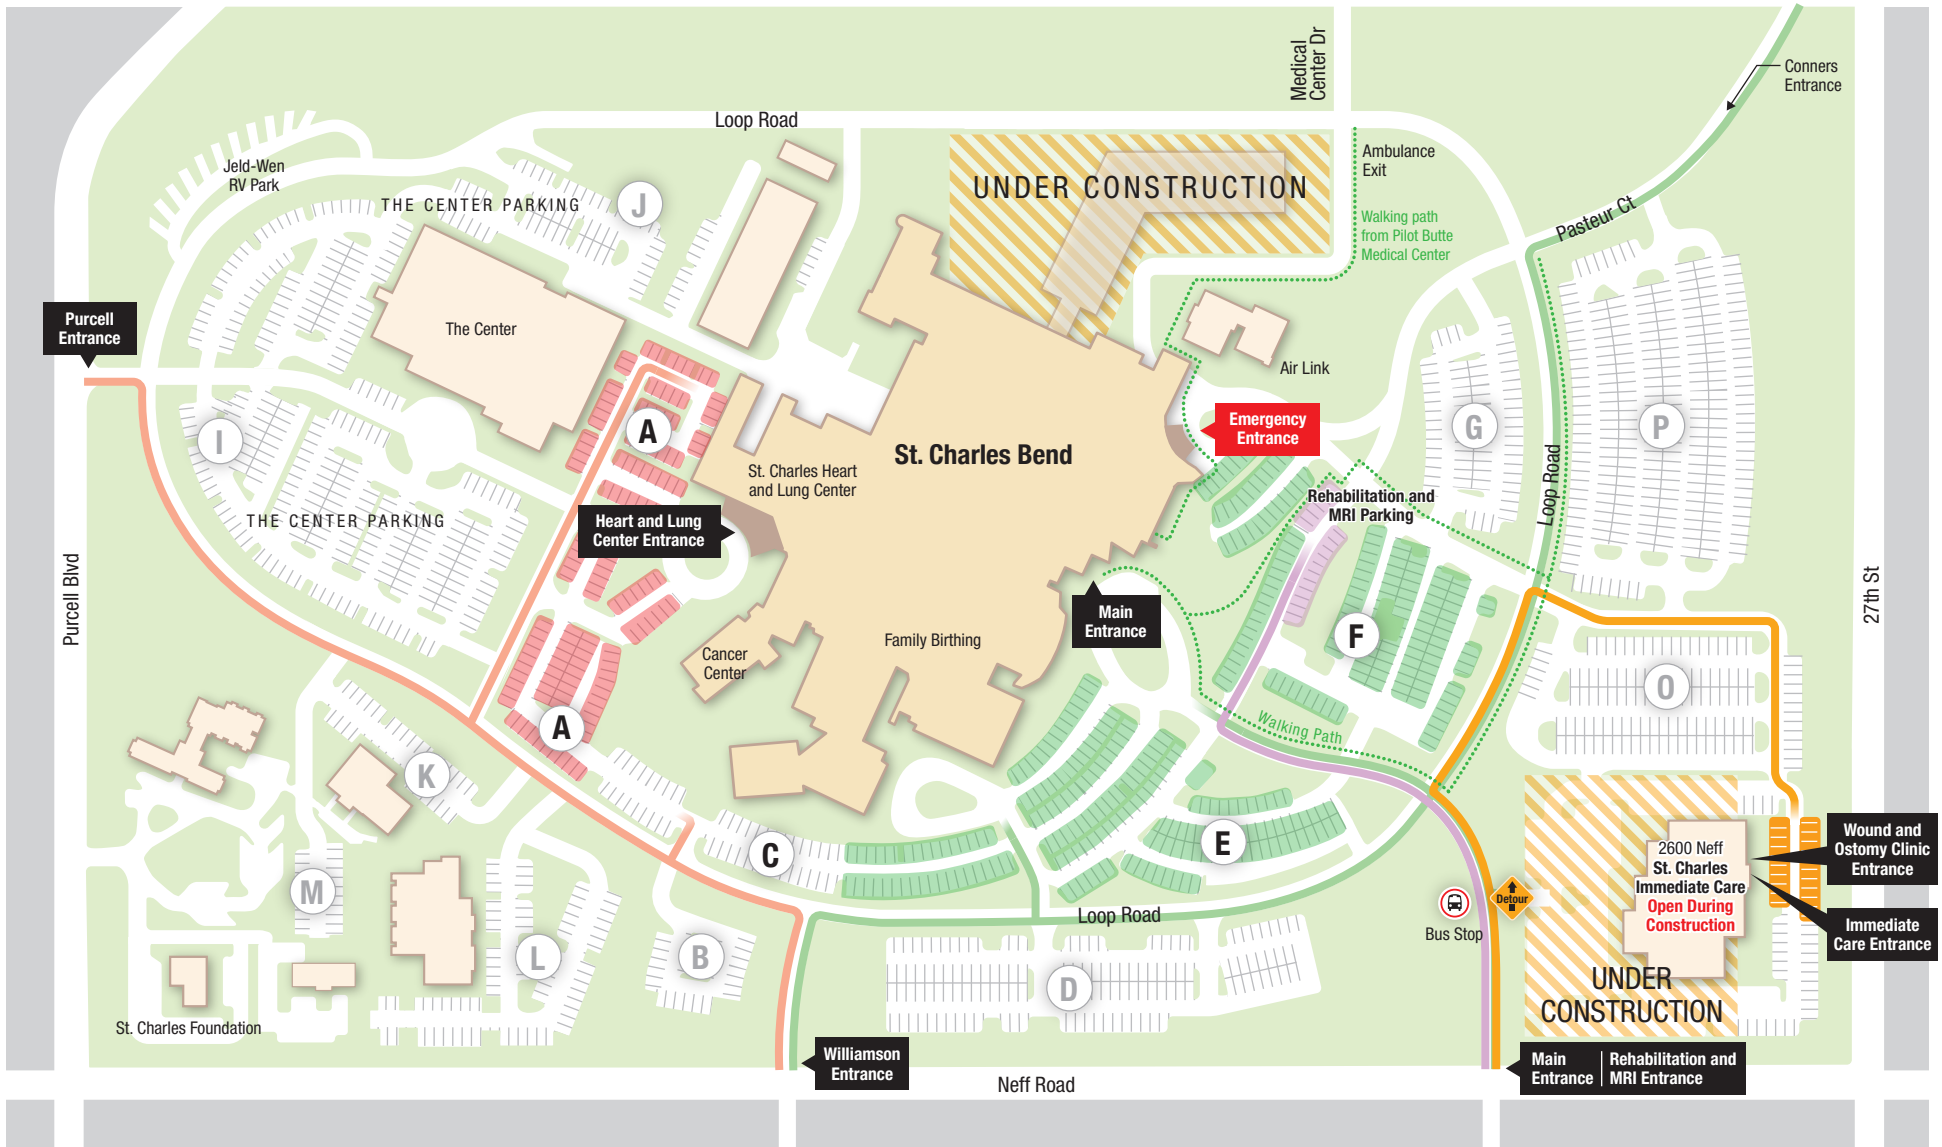 Medical
Center Dr
Conners
Entrance
Loop Road
Ambulance
Exit
Jeld-Wen
RV Park
UNDER CONSTRUCTION
THE CENTER PARKING
J
Walking path
from Pilot Butte
Medical Center
Pasteur Ct
Purcell
Entrance
The Center
Air Link
Emergency
Entrance
A
I
G
P
St. Charles Bend
St. Charles Heart
and Lung Center
Loop Road
Rehabilitation and
MRI Parking
THE CENTER PARKING
Heart and Lung
Center Entrance
Purcell Blvd
27th St
Main
Entrance
F
Family Birthing
Cancer
Center
O
A
Walking Path
K
C
E
2600 Neff
St. Charles
Immediate Care
Open During
Construction
Wound and
Ostomy Clinic
Entrance
M
Detour
Bus Stop
Loop Road
Immediate
Care Entrance
L
B
D
UNDER
CONSTRUCTION
St. Charles Foundation
Williamson
Entrance
Neff Road
Main
Entrance
Rehabilitation and
MRI Entrance